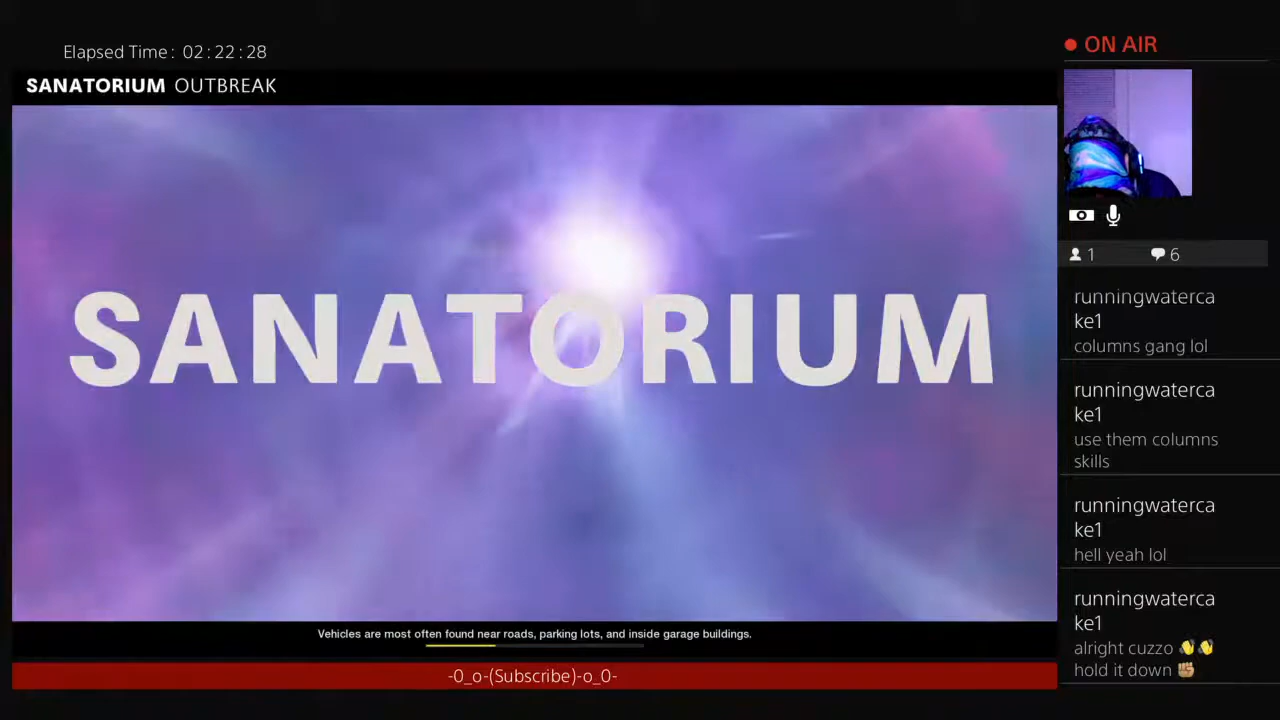 Elapsed Time: 02:22:28
SANATORIUM OUTBREAK
SANATORIUM
Vehicles are most often found near roads, parking lots, and inside garage buildings.
-0_o-(Subscribe)-o_0-
ON AIR
1 6
runningwaterca
ke1
columns gang lol
runningwaterca
ke1
use them columns
skills
runningwaterca
ke1
hell yeah lol
runningwaterca
ke1
alright cuzzo 👋👋
hold it down ✊🏽